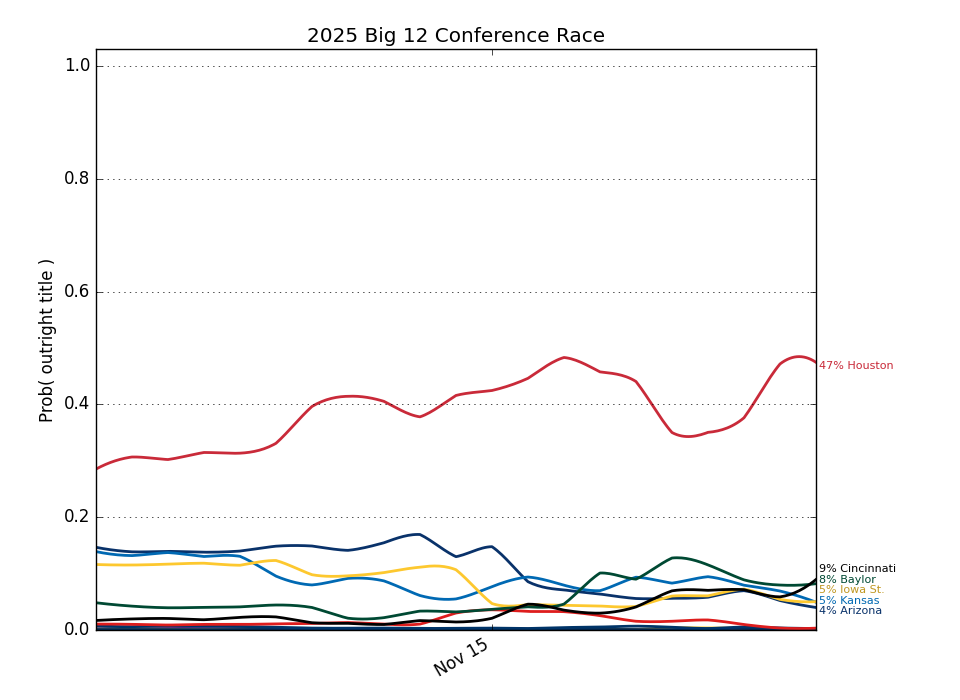 2025 Big 12 Conference Race
1.0
0.8
0.6
0.4
0.2
0.0
Prob( outright title )
Nov 15
47% Houston
9% Cincinnati
8% Baylor
5% Iowa St.
5% Kansas
4% Arizona